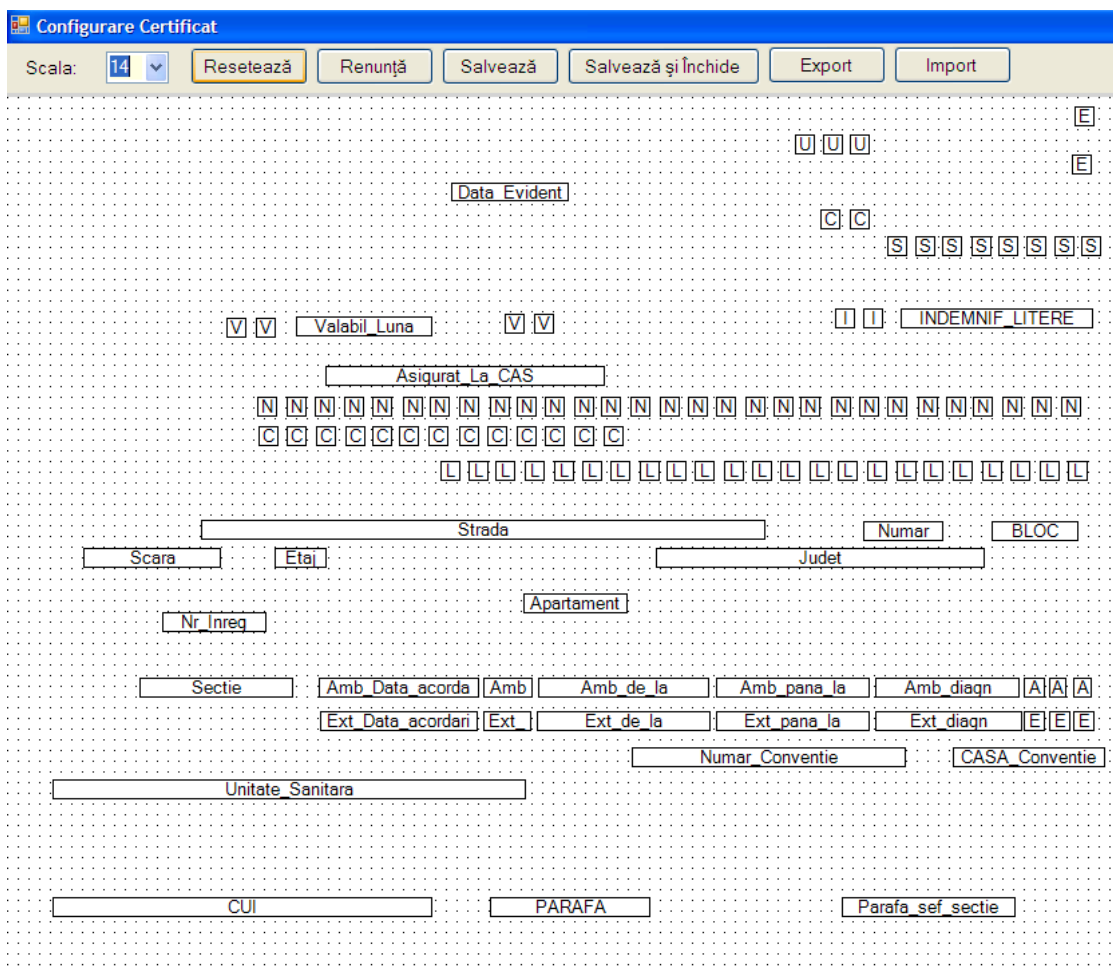 Configurare Certificat
Scala: 14 Resetează Renunță Salvează Salvează și Închide Export Import
E
U U U
E
Data_Evident
C C
S S S S S S S S
V V Valabil_Luna V V I I INDEMNIF_LITERE
Asigurat_La_CAS
N N N N N N N N N N N N N N N N N N N N N N N N N N N N N
C C C C C C C C C C C C C
L L L L L L L L L L L L L L L L L L L L L L L
Strada Numar BLOC
Scara Etaj Judet
Apartament
Nr_Inreg
Sectie Amb_Data_acorda Amb Amb_de_la Amb_pana_la Amb_diagn A A A
Ext_Data_acordari Ext_ Ext_de_la Ext_pana_la Ext_diagn E E E
Numar_Conventie CASA_Conventie
Unitate_Sanitara
CUI PARAFA Parafa_sef_sectie